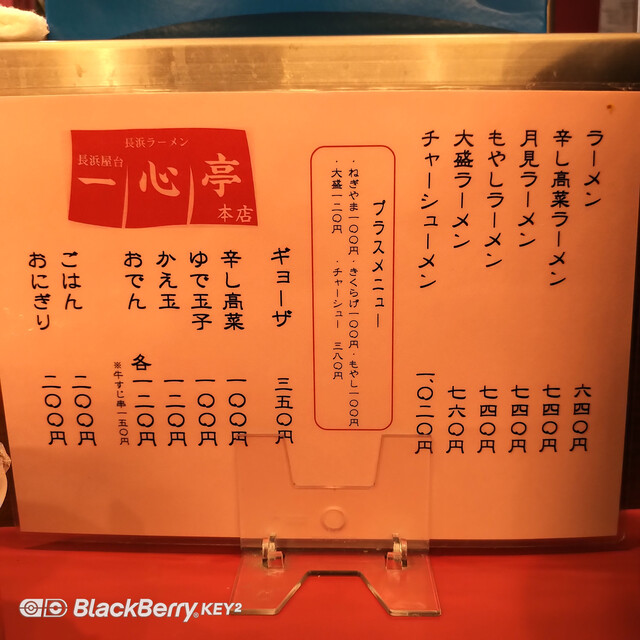 ラーメン 六四〇円
辛し高菜ラーメン 七四〇円
月見ラーメン 七四〇円
もやしラーメン 七四〇円
大盛ラーメン 七六〇円
チャーシューメン 一、〇二〇円
プラスメニュー
・ねぎやま一〇〇円・きくらげ一〇〇円・もやし一〇〇円
・大盛一二〇円 ・チャーシュー 三八〇円
ギョーザ 三五〇円
辛し高菜 一〇〇円
ゆで玉子 一〇〇円
かえ玉 一二〇円
おでん 各一二〇円
※牛すじ串一五〇円
ごはん 二〇〇円
おにぎり 二〇〇円
長浜ラーメン
長浜屋台
一心亭
本店
BlackBerry KEY²